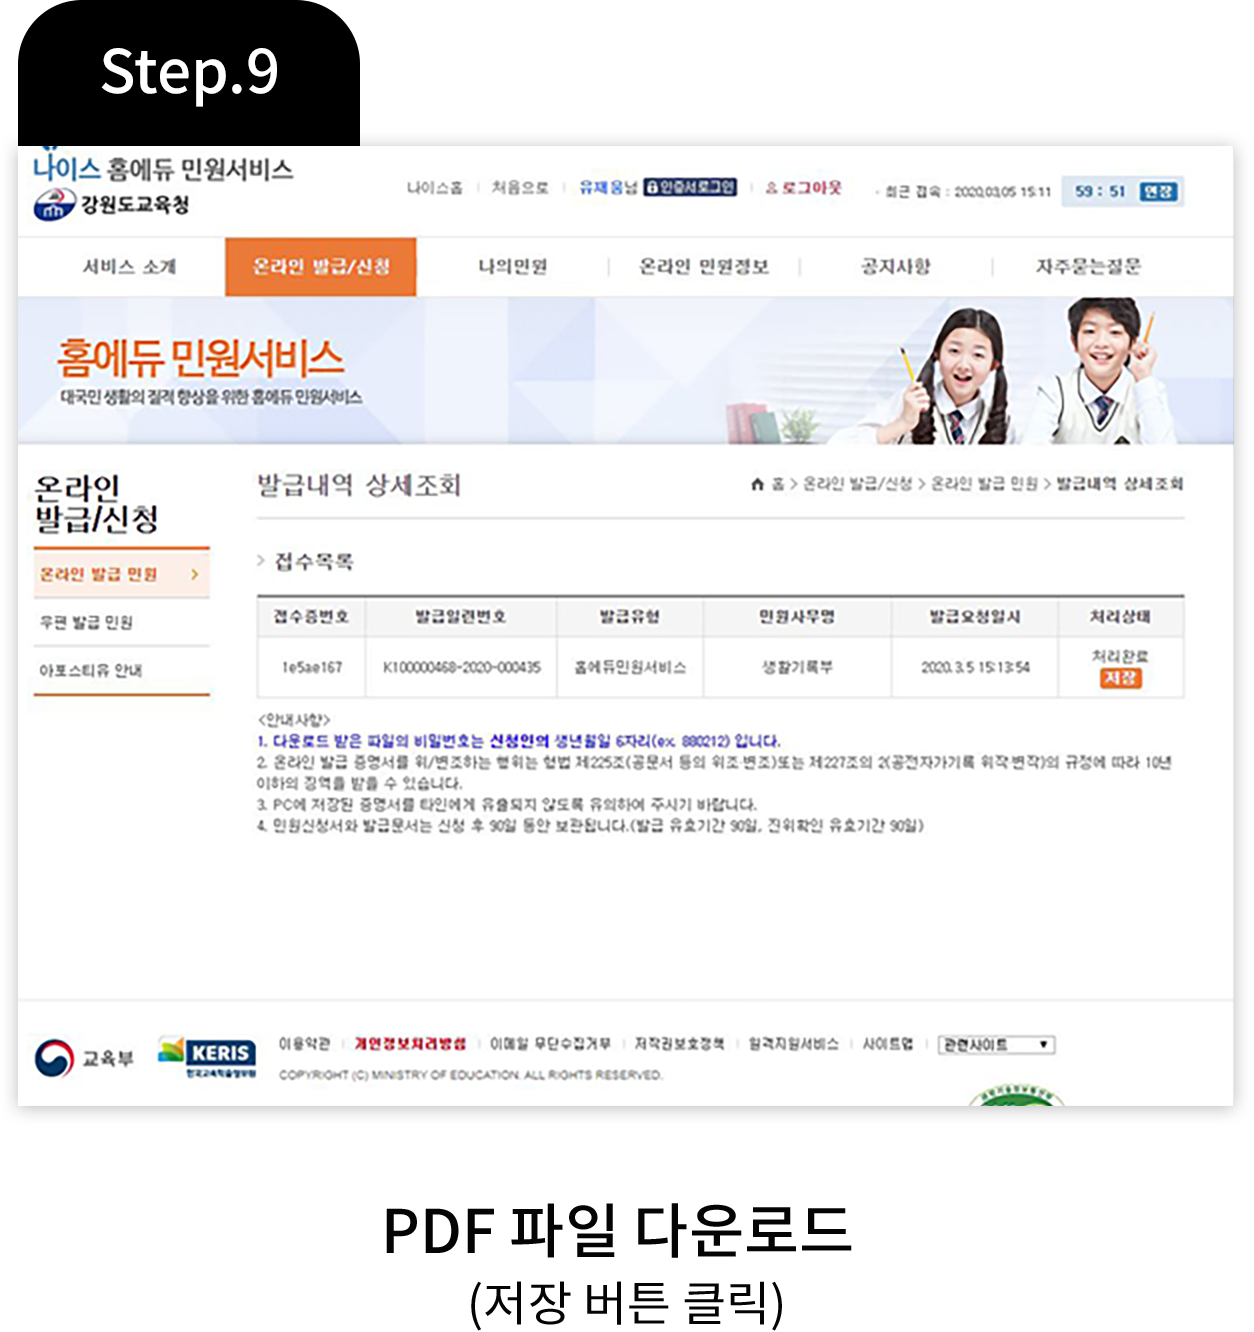 Step.9
나이스 홈에듀 민원서비스
강원도교육청
나이스홈 처음으로 유재움님 인증서로그인 로그아웃 · 최근 접속 : 2020.03.05 15:11 59 : 51 연장
서비스 소개 온라인 발급/신청 나의민원 온라인 민원정보 공지사항 자주묻는질문
홈에듀 민원서비스
대국민 생활의 질적 향상을 위한 홈에듀 민원서비스
온라인
발급/신청
온라인 발급 민원 >
우편 발급 민원
아포스티유 안내
발급내역 상세조회
홈 > 온라인 발급/신청 > 온라인 발급 민원 > 발급내역 상세조회
> 접수목록
접수증번호 발급일련번호 발급유형 민원사무명 발급요청일시 처리상태
1e5ae167 K100000468-2020-000435 홈에듀민원서비스 생활기록부 2020.3.5 15:13:54 처리완료
저장
<안내사항>
1. 다운로드 받은 파일의 비밀번호는 신청인의 생년월일 6자리(ex. 880212) 입니다.
2. 온라인 발급 증명서를 위/변조하는 행위는 형법 제225조(공문서 등의 위조·변조)또는 제227조의 2(공전자가기록 위작·변작)의 규정에 따라 10년
이하의 징역를 받을 수 있습니다.
3. PC에 저장된 증명서를 타인에게 유출되지 않도록 유의하여 주시기 바랍니다.
4. 민원신청서와 발급문서는 신청 후 90일 동안 보관됩니다.(발급 유효기간 90일, 진위확인 유효기간 90일)
교육부
KERIS
한국교육학술정보원
이용약관 개인정보처리방침 이메일 무단수집거부 저작권보호정책 원격지원서비스 사이트맵 관련사이트 ▼
COPYRIGHT (C) MINISTRY OF EDUCATION. ALL RIGHTS RESERVED.
PDF 파일 다운로드
(저장 버튼 클릭)